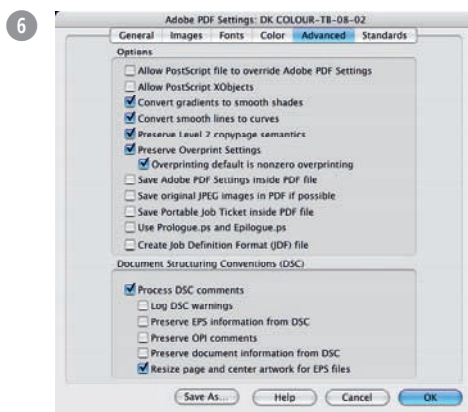 6
Adobe PDF Settings: DK COLOUR-TB-08-02
General Images Fonts Color Advanced Standards
Options
Allow PostScript file to override Adobe PDF Settings
Allow PostScript XObjects
Convert gradients to smooth shades
Convert smooth lines to curves
Preserve Level 2 copypage semantics
Preserve Overprint Settings
Overprinting default is nonzero overprinting
Save Adobe PDF Settings inside PDF file
Save original JPEG images in PDF if possible
Save Portable Job Ticket inside PDF file
Use Prologue.ps and Epilogue.ps
Create Job Definition Format (JDF) file
Document Structuring Conventions (DSC)
Process DSC comments
Log DSC warnings
Preserve EPS information from DSC
Preserve OPI comments
Preserve document information from DSC
Resize page and center artwork for EPS files
Save As... Help Cancel OK